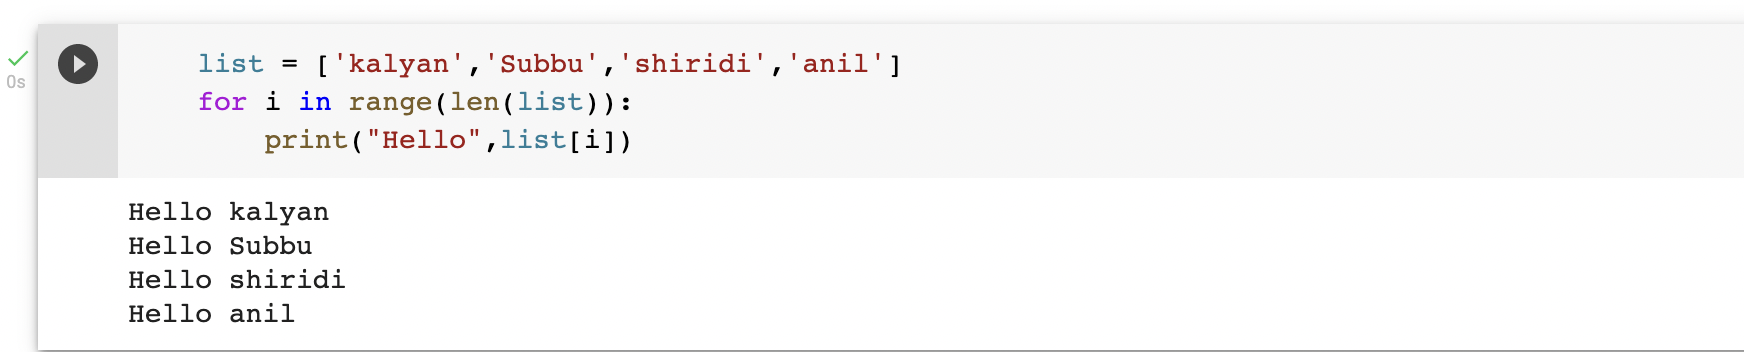 list = ['kalyan','Subbu','shiridi','anil']
for i in range(len(list)):
    print("Hello",list[i])
0s
Hello kalyan
Hello Subbu
Hello shiridi
Hello anil